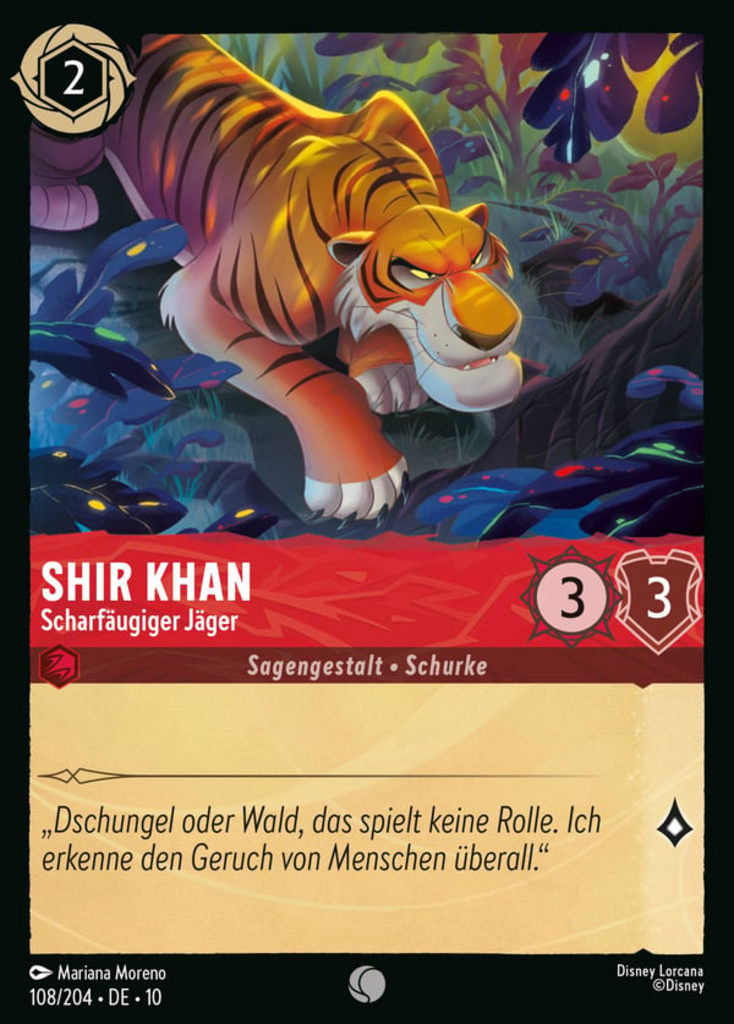 2
SHIR KHAN
Scharfäugiger Jäger
3
3
Sagengestalt • Schurke
„Dschungel oder Wald, das spielt keine Rolle. Ich
erkenne den Geruch von Menschen überall.“
Mariana Moreno
Disney Lorcana
108/204 • DE • 10
©Disney